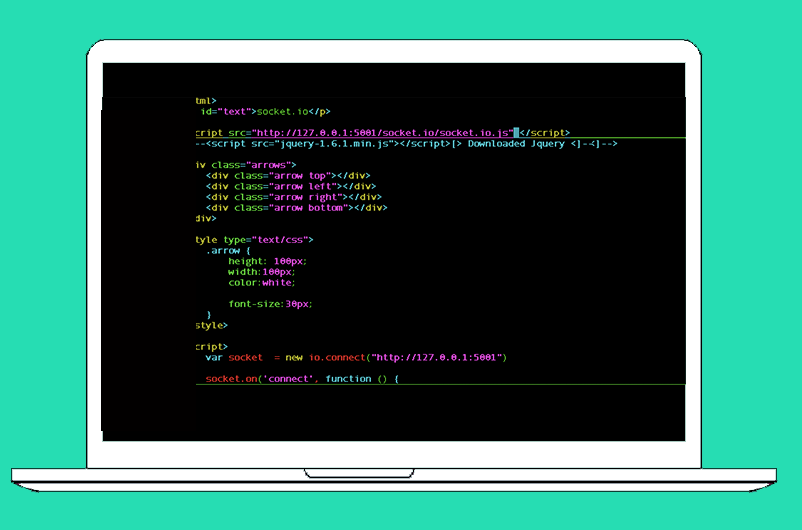 tml>
id="text">socket.io</p>
cript src="http://127.0.0.1:5001/socket.io/socket.io.js" </script>
--<script src="jquery-1.6.1.min.js"></script>[> Downloaded Jquery <]--<]-->
iv class="arrows">
<div class="arrow top"></div>
<div class="arrow left"></div>
<div class="arrow right"></div>
<div class="arrow bottom"></div>
div>
tyle type="text/css">
.arrow {
height: 100px;
width:100px;
color:white;
font-size:30px;
}
style>
cript>
var socket = new io.connect("http://127.0.0.1:5001")
socket.on('connect', function () {